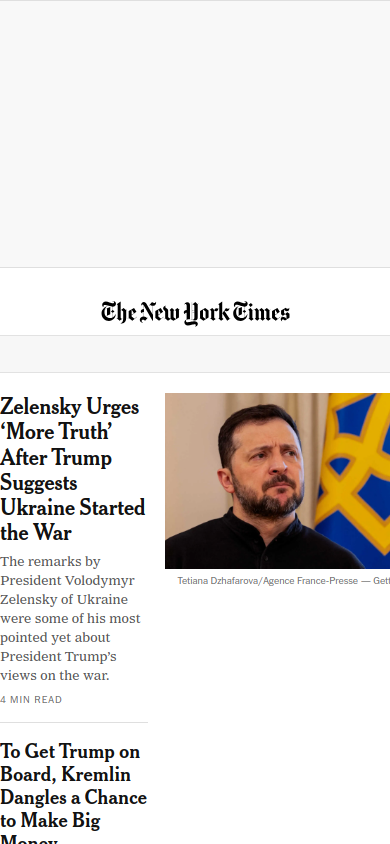 The New York Times
Zelensky Urges
‘More Truth’
After Trump
Suggests
Ukraine Started
the War
The remarks by
President Volodymyr
Zelensky of Ukraine
were some of his most
pointed yet about
President Trump’s
views on the war.
4 MIN READ
Tetiana Dzhafarova/Agence France-Presse — Gett
To Get Trump on
Board, Kremlin
Dangles a Chance
to Make Big
Money